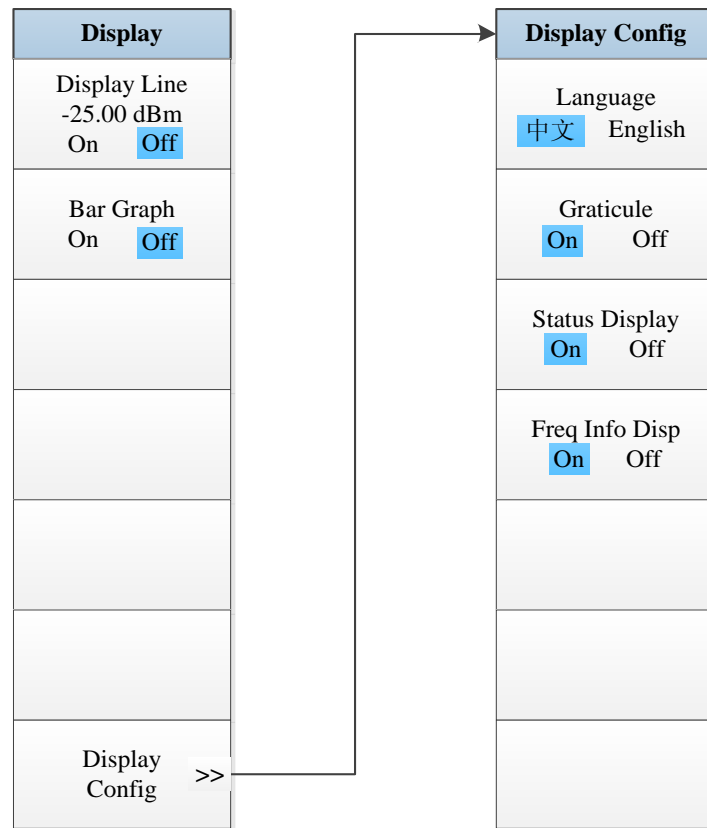 Display
Display Line
-25.00 dBm
On Off
Bar Graph
On Off
Display
Config >>
Display Config
Language
中文 English
Graticule
On Off
Status Display
On Off
Freq Info Disp
On Off